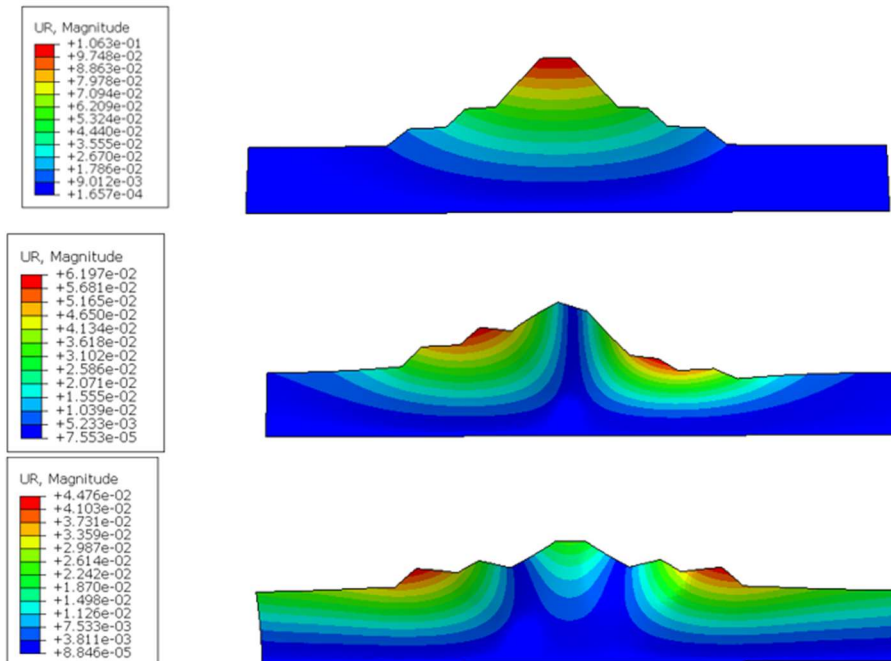 UR, Magnitude
+1.063e-01
+9.748e-02
+8.863e-02
+7.978e-02
+7.094e-02
+6.209e-02
+5.324e-02
+4.440e-02
+3.555e-02
+2.670e-02
+1.786e-02
+9.012e-03
+1.657e-04
UR, Magnitude
+6.197e-02
+5.681e-02
+5.165e-02
+4.650e-02
+4.134e-02
+3.618e-02
+3.102e-02
+2.586e-02
+2.071e-02
+1.555e-02
+1.039e-02
+5.233e-03
+7.553e-05
UR, Magnitude
+4.476e-02
+4.103e-02
+3.731e-02
+3.359e-02
+2.987e-02
+2.614e-02
+2.242e-02
+1.870e-02
+1.498e-02
+1.126e-02
+7.533e-03
+3.811e-03
+8.846e-05